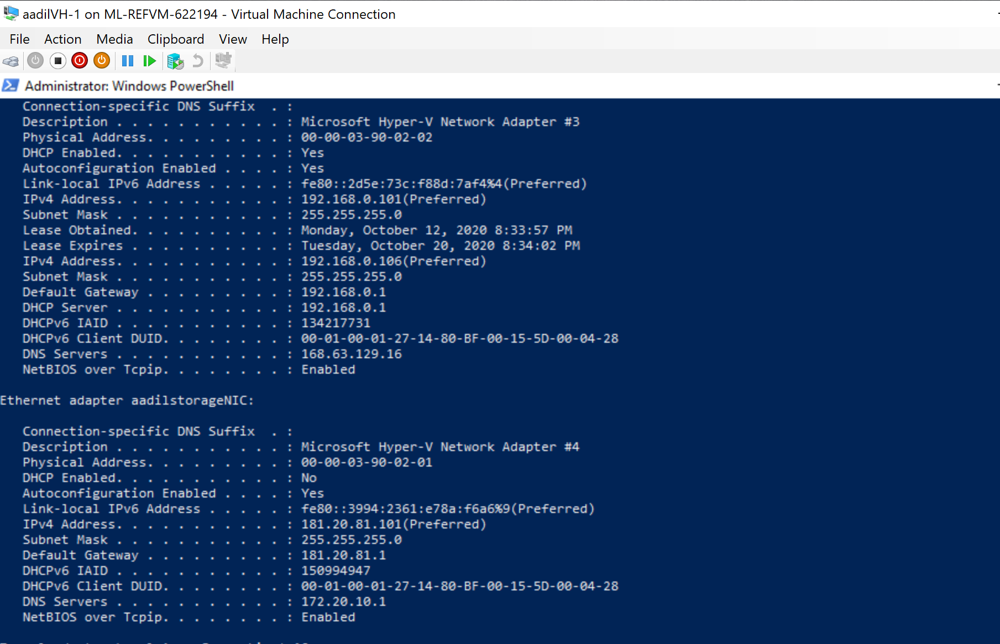 aadilVH-1 on ML-REFVM-622194 - Virtual Machine Connection
File Action Media Clipboard View Help
Administrator: Windows PowerShell
Connection-specific DNS Suffix  . :
Description . . . . . . . . . . . : Microsoft Hyper-V Network Adapter #3
Physical Address. . . . . . . . . : 00-00-03-90-02-02
DHCP Enabled. . . . . . . . . . . : Yes
Autoconfiguration Enabled . . . . : Yes
Link-local IPv6 Address . . . . . : fe80::2d5e:73c:f88d:7af4%4(Preferred)
IPv4 Address. . . . . . . . . . . : 192.168.0.101(Preferred)
Subnet Mask . . . . . . . . . . . : 255.255.255.0
Lease Obtained. . . . . . . . . . : Monday, October 12, 2020 8:33:57 PM
Lease Expires . . . . . . . . . . : Tuesday, October 20, 2020 8:34:02 PM
IPv4 Address. . . . . . . . . . . : 192.168.0.106(Preferred)
Subnet Mask . . . . . . . . . . . : 255.255.255.0
Default Gateway . . . . . . . . . : 192.168.0.1
DHCP Server . . . . . . . . . . . : 192.168.0.1
DHCPv6 IAID . . . . . . . . . . . : 134217731
DHCPv6 Client DUID. . . . . . . . : 00-01-00-01-27-14-80-BF-00-15-5D-00-04-28
DNS Servers . . . . . . . . . . . : 168.63.129.16
NetBIOS over Tcpip. . . . . . . . : Enabled
Ethernet adapter aadilstorageNIC:
Connection-specific DNS Suffix  . :
Description . . . . . . . . . . . : Microsoft Hyper-V Network Adapter #4
Physical Address. . . . . . . . . : 00-00-03-90-02-01
DHCP Enabled. . . . . . . . . . . : No
Autoconfiguration Enabled . . . . : Yes
Link-local IPv6 Address . . . . . : fe80::3994:2361:e78a:f6a6%9(Preferred)
IPv4 Address. . . . . . . . . . . : 181.20.81.101(Preferred)
Subnet Mask . . . . . . . . . . . : 255.255.255.0
Default Gateway . . . . . . . . . : 181.20.81.1
DHCPv6 IAID . . . . . . . . . . . : 150994947
DHCPv6 Client DUID. . . . . . . . : 00-01-00-01-27-14-80-BF-00-15-5D-00-04-28
DNS Servers . . . . . . . . . . . : 172.20.10.1
NetBIOS over Tcpip. . . . . . . . : Enabled